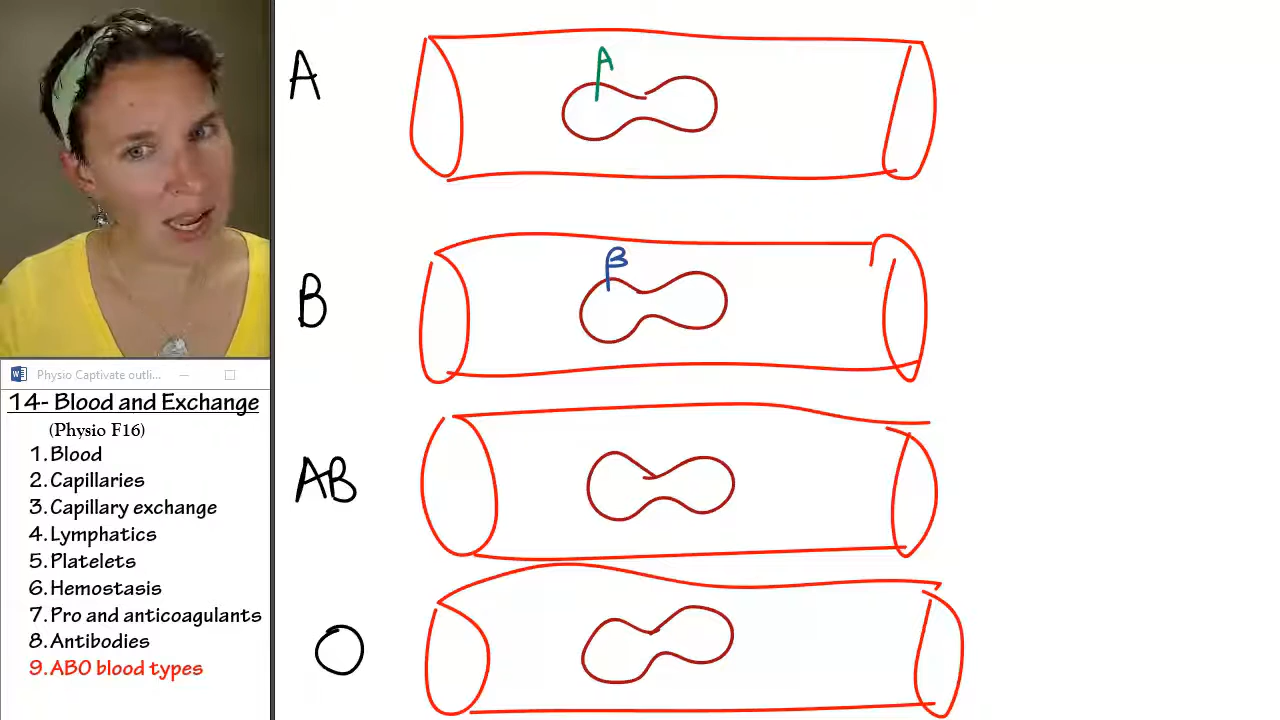 A
A
B
B
AB
O
Physio Captivate outli...
14- Blood and Exchange
(Physio F16)
1. Blood
2. Capillaries
3. Capillary exchange
4. Lymphatics
5. Platelets
6. Hemostasis
7. Pro and anticoagulants
8. Antibodies
9. ABO blood types